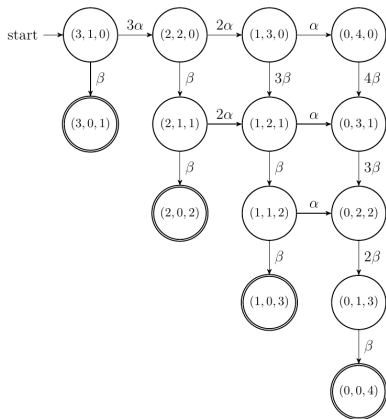 3α 2α α
start (3,1,0) (2,2,0) (1,3,0) (0,4,0)
β β 3β 4β
2α α
(3,0,1) (2,1,1) (1,2,1) (0,3,1)
β β 3β
α
(2,0,2) (1,1,2) (0,2,2)
β 2β
(1,0,3) (0,1,3)
β
(0,0,4)